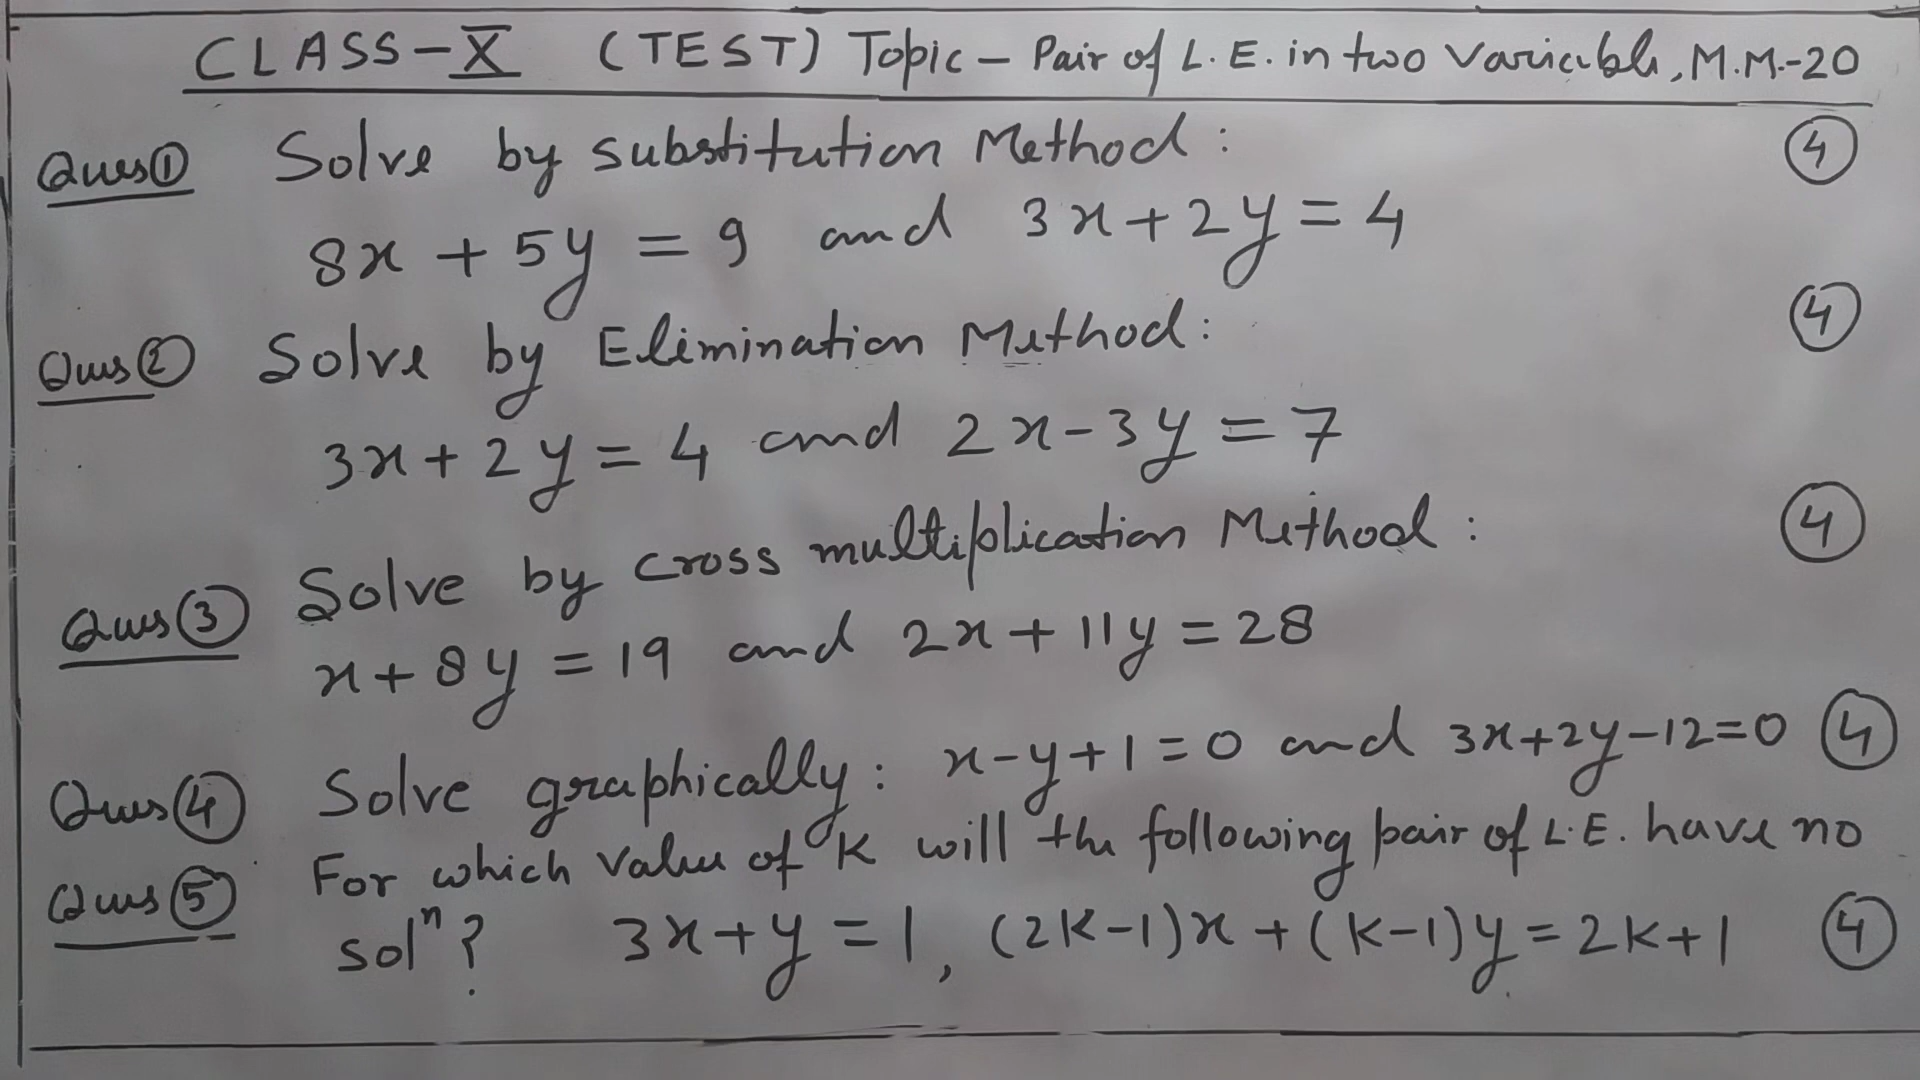 CLASS-X (TEST) Topic - Pair of L.E. in two Variable, M.M.-20
Ques① Solve by substitution Method: ④
8x + 5y = 9 and 3x+2y = 4
Ques② Solve by Elimination Method: ④
3x+2y = 4 and 2x-3y = 7
Ques③ Solve by cross multiplication Method: ④
x+8y = 19 and 2x+11y = 28
Ques④ Solve graphically: x-y+1=0 and 3x+2y-12=0 ④
Ques⑤ For which value of K will the following pair of L.E. have no
solⁿ? 3x+y = 1, (2K-1)x + (K-1)y = 2K+1 ④